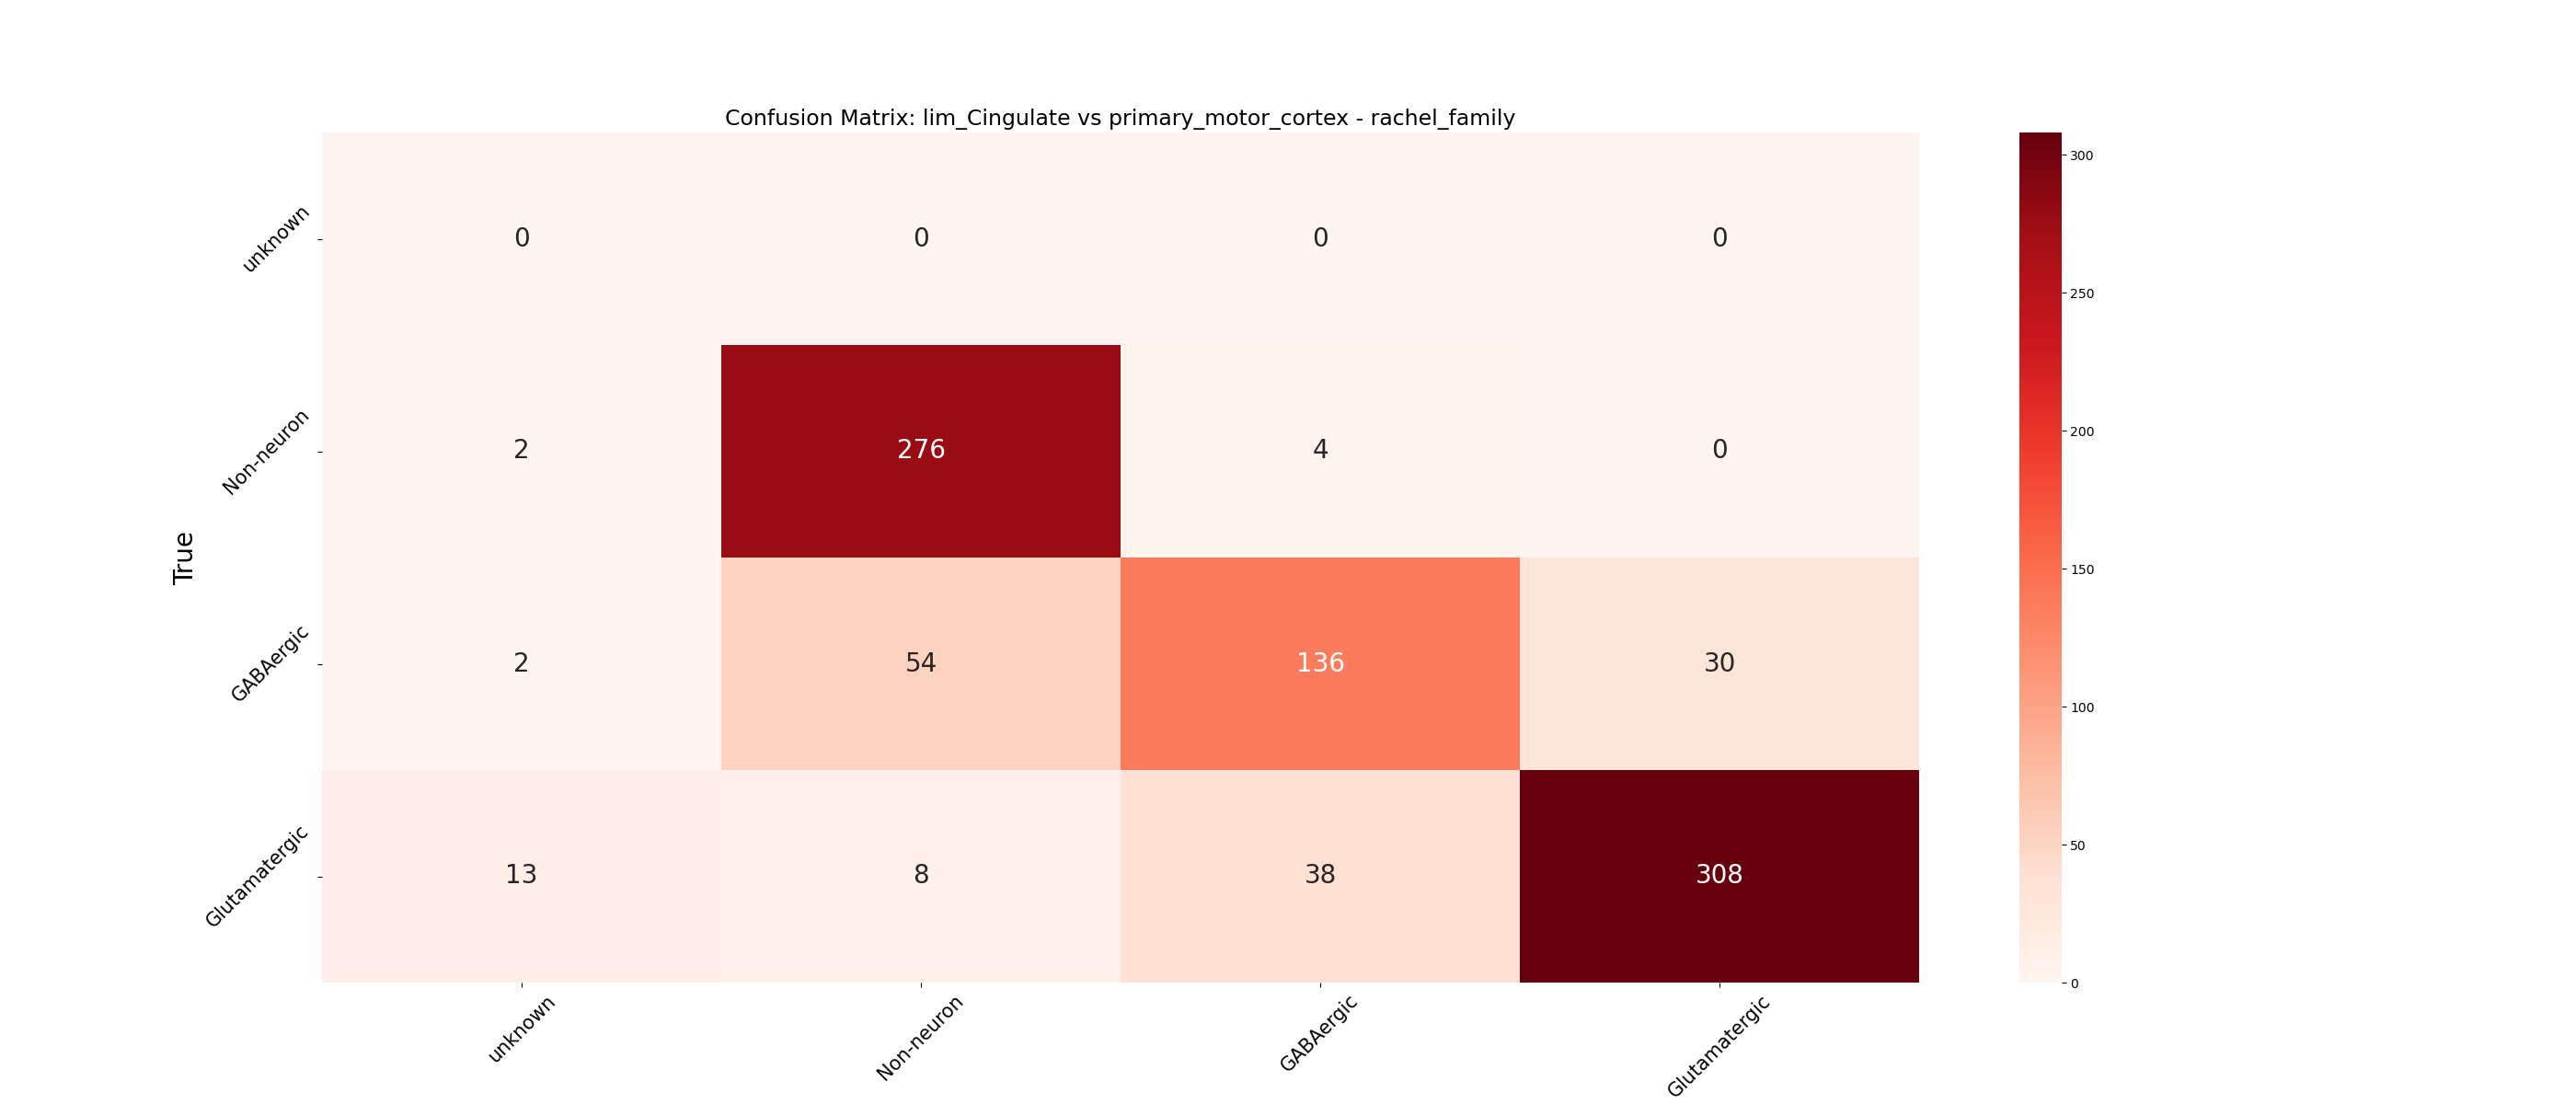 Confusion Matrix: lim_Cingulate vs primary_motor_cortex - rachel_family
True
unknown
0 0 0 0
Non-neuron
2 276 4 0
GABAergic
2 54 136 30
Glutamatergic
13 8 38 308
unknown Non-neuron GABAergic Glutamatergic
300
250
200
150
100
50
0